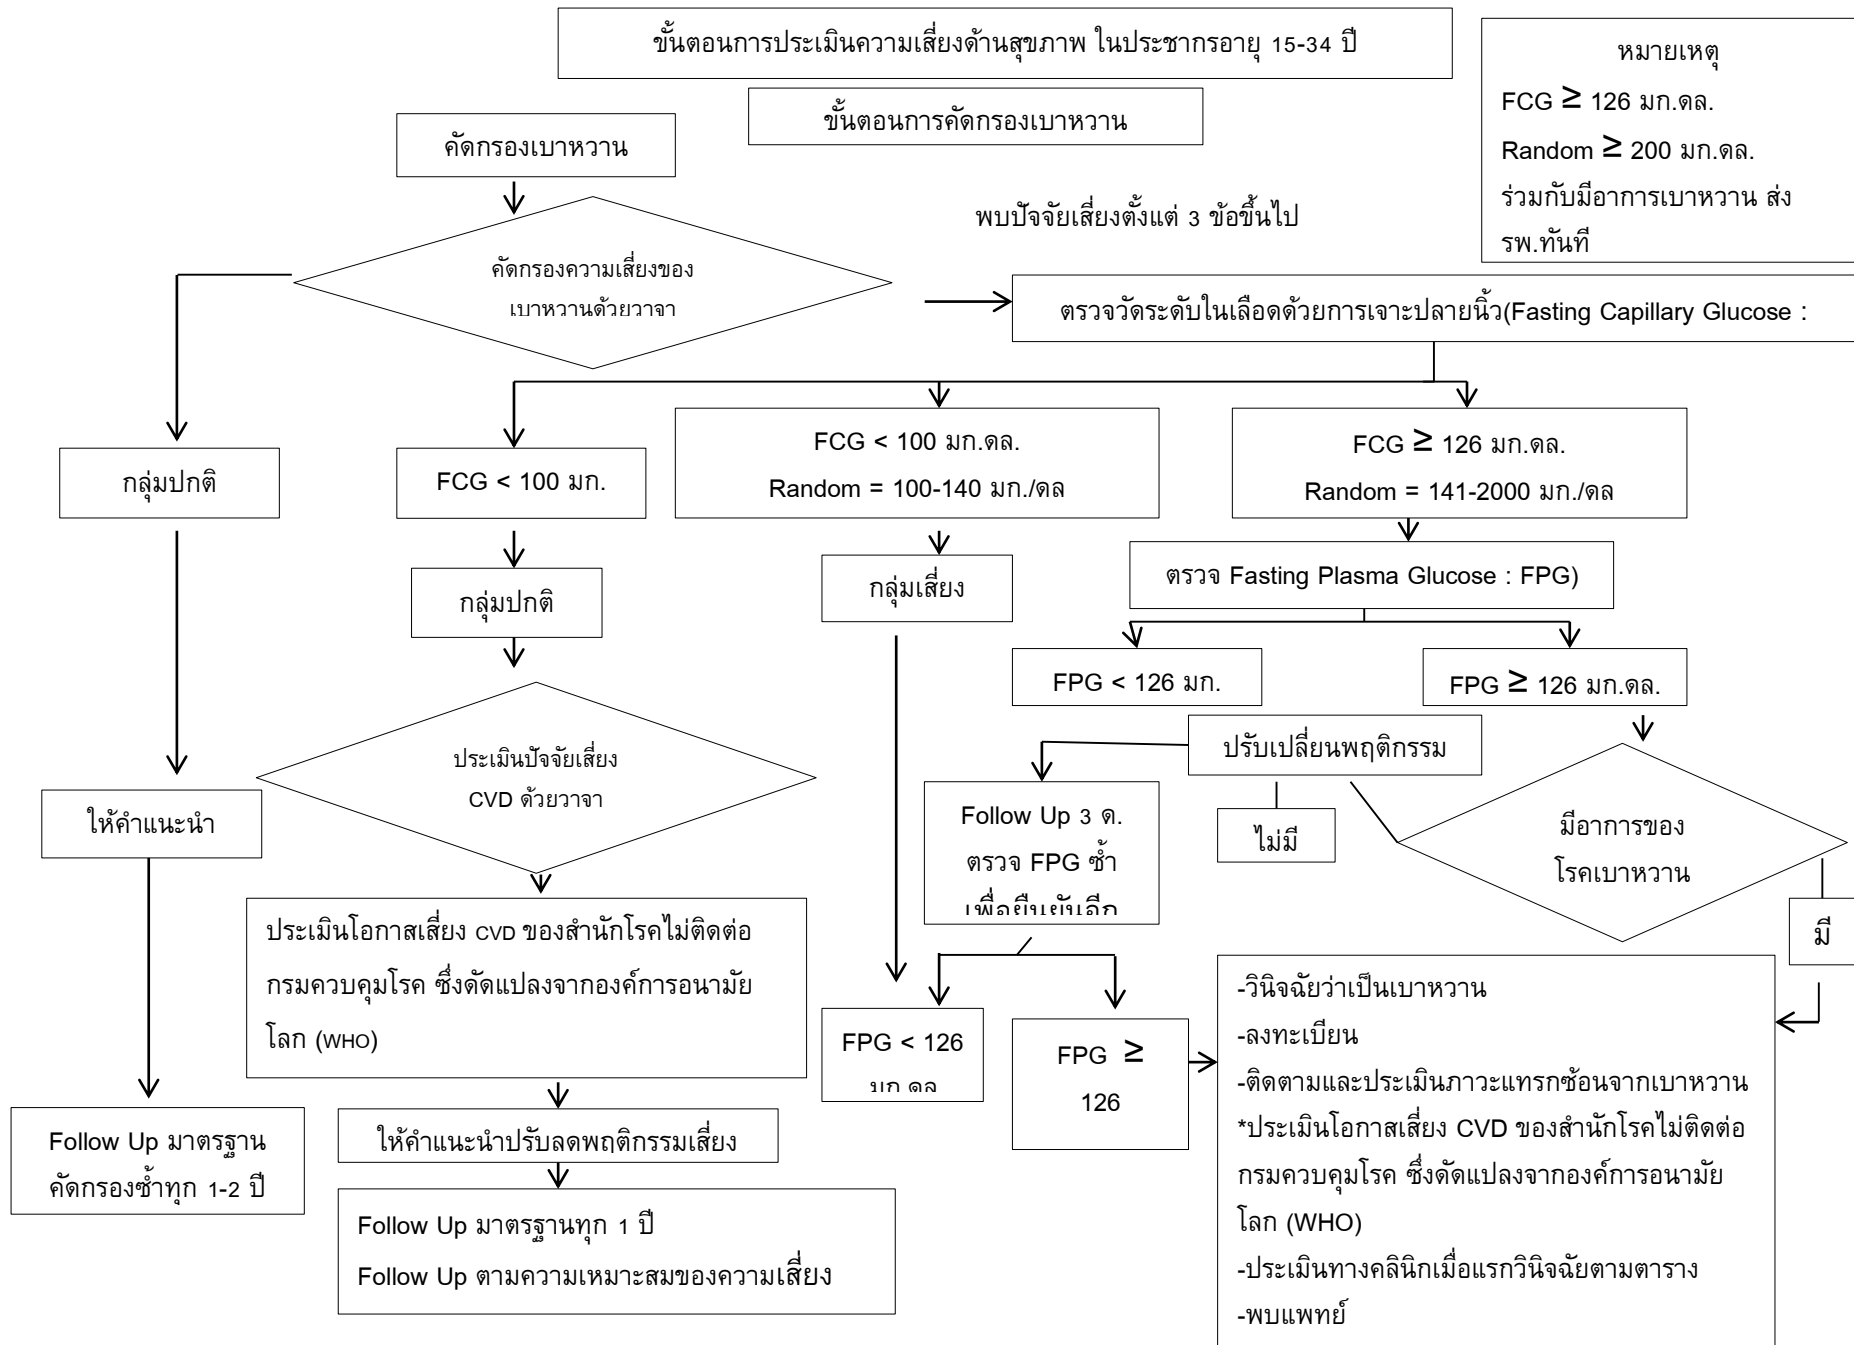 ขั้นตอนการประเมินความเสี่ยงด้านสุขภาพ ในประชากรอายุ 15-34 ปี
ขั้นตอนการคัดกรองเบาหวาน
หมายเหตุ
FCG ≥ 126 มก.ดล.
Random ≥ 200 มก.ดล.
ร่วมกับมีอาการเบาหวาน ส่ง
รพ.ทันที
คัดกรองเบาหวาน
พบปัจจัยเสี่ยงตั้งแต่ 3 ข้อขึ้นไป
คัดกรองความเสี่ยงของ
เบาหวานด้วยวาจา
ตรวจวัดระดับในเลือดด้วยการเจาะปลายนิ้ว(Fasting Capillary Glucose :
กลุ่มปกติ
FCG < 100 มก.
FCG < 100 มก.ดล.
Random = 100-140 มก./ดล
FCG ≥ 126 มก.ดล.
Random = 141-2000 มก./ดล
กลุ่มปกติ
กลุ่มเสี่ยง
ตรวจ Fasting Plasma Glucose : FPG)
FPG < 126 มก.
FPG ≥ 126 มก.ดล.
ประเมินปัจจัยเสี่ยง
CVD ด้วยวาจา
ปรับเปลี่ยนพฤติกรรม
ให้คำแนะนำ
Follow Up 3 ด.
ตรวจ FPG ซ้ำ
เพื่อยืนยันอีก
ไม่มี
มีอาการของ
โรคเบาหวาน
มี
ประเมินโอกาสเสี่ยง CVD ของสำนักโรคไม่ติดต่อ
กรมควบคุมโรค ซึ่งดัดแปลงจากองค์การอนามัย
โลก (WHO)
FPG < 126
มก.ดล
FPG ≥
126
-วินิจฉัยว่าเป็นเบาหวาน
-ลงทะเบียน
-ติดตามและประเมินภาวะแทรกซ้อนจากเบาหวาน
*ประเมินโอกาสเสี่ยง CVD ของสำนักโรคไม่ติดต่อ
กรมควบคุมโรค ซึ่งดัดแปลงจากองค์การอนามัย
โลก (WHO)
-ประเมินทางคลินิกเมื่อแรกวินิจฉัยตามตาราง
-พบแพทย์
Follow Up มาตรฐาน
คัดกรองซ้ำทุก 1-2 ปี
ให้คำแนะนำปรับลดพฤติกรรมเสี่ยง
Follow Up มาตรฐานทุก 1 ปี
Follow Up ตามความเหมาะสมของความเสี่ยง